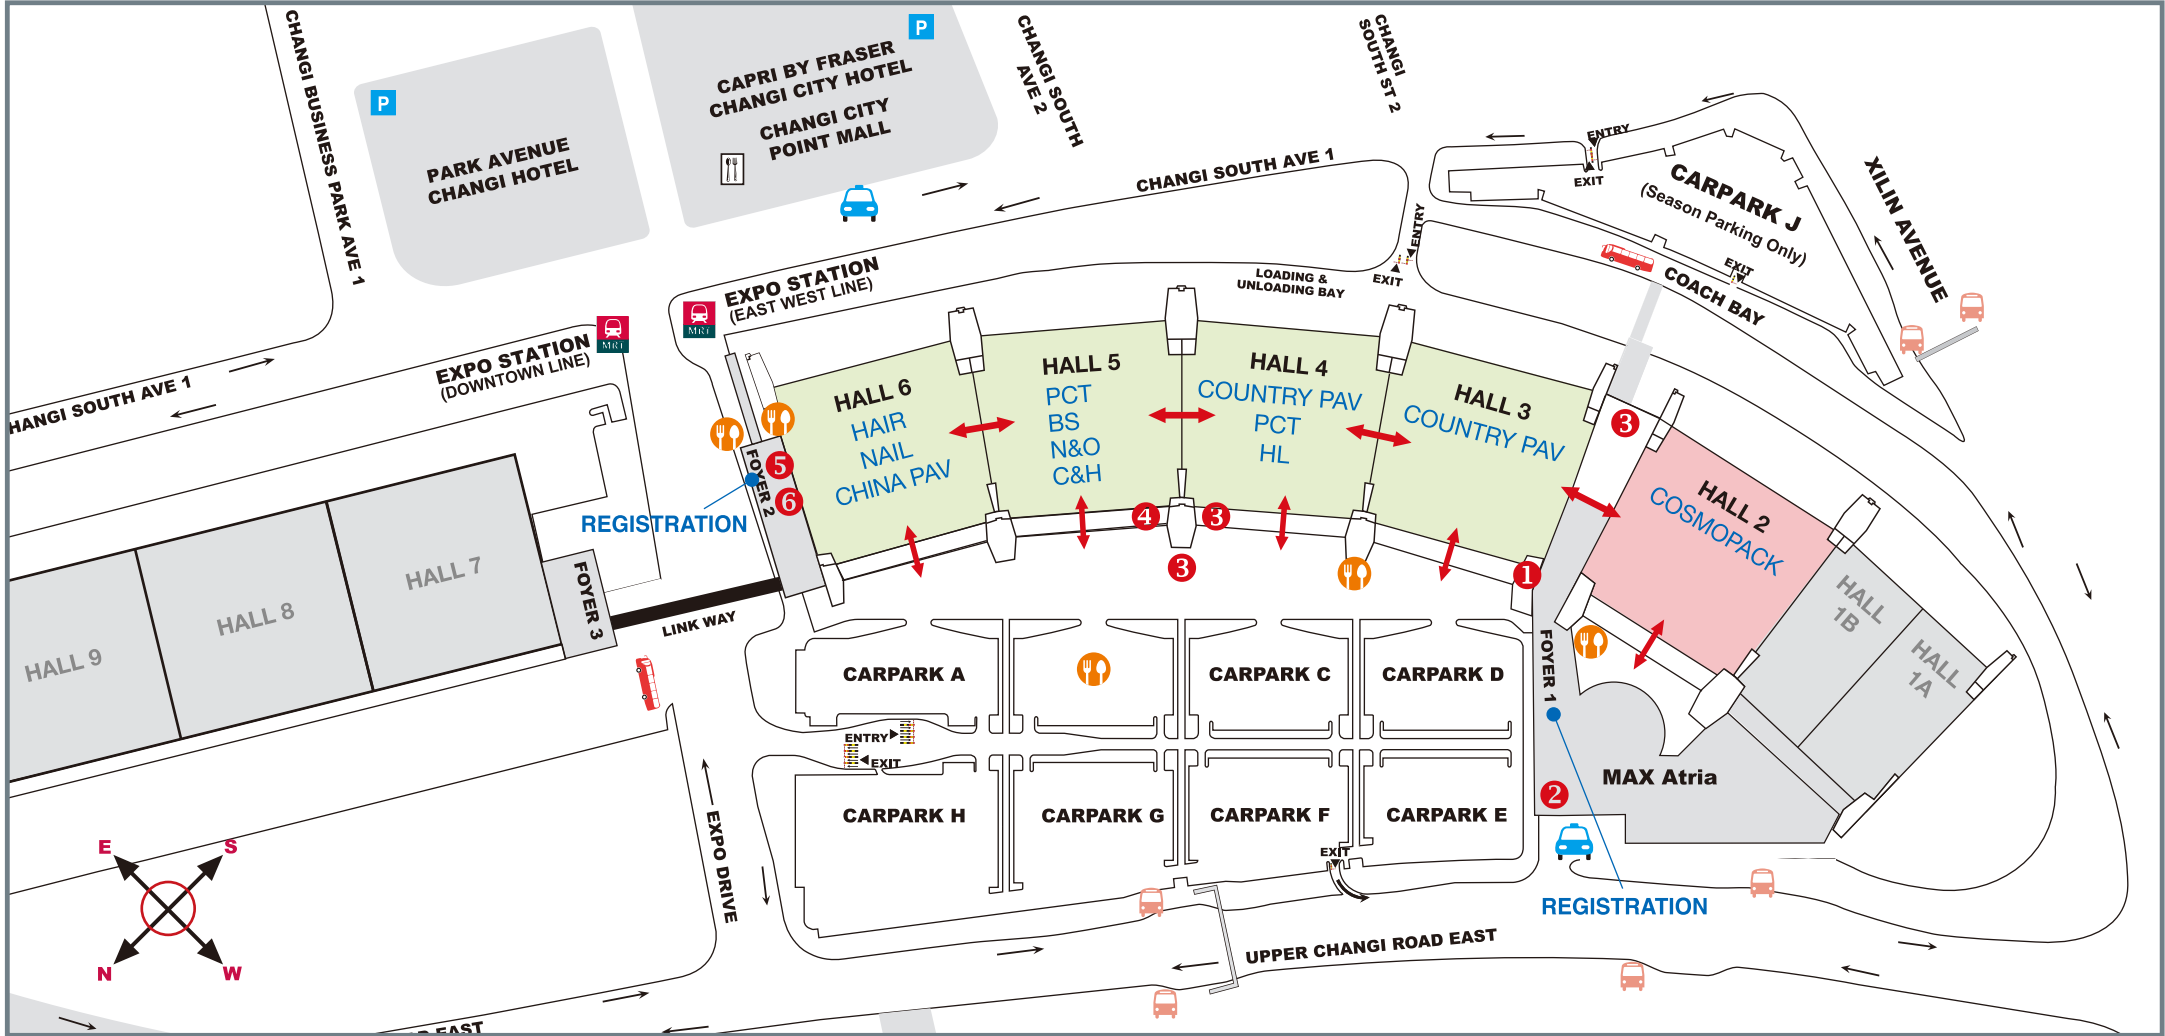 CHANGI BUSINESS PARK AVE 1
P
PARK AVENUE
CHANGI HOTEL
P
CAPRI BY FRASER
CHANGI CITY HOTEL
CHANGI CITY
POINT MALL
CHANGI SOUTH
AVE 2
CHANGI
SOUTH ST 2
CHANGI SOUTH AVE 1
ENTRY
EXIT
CARPARK J
(Season Parking Only)
EXIT
XILIN AVENUE
COACH BAY
ENTRY
EXIT
LOADING &
UNLOADING BAY
EXPO STATION
(EAST WEST LINE)
MRT
EXPO STATION
(DOWNTOWN LINE)
MRT
HANGI SOUTH AVE 1
HALL 6
HAIR
NAIL
CHINA PAV
HALL 5
PCT
BS
N&O
C&H
HALL 4
COUNTRY PAV
PCT
HL
HALL 3
COUNTRY PAV
HALL 2
COSMOPACK
HALL
1B
HALL
1A
3
5
6
4
3
3
1
FOYER 2
REGISTRATION
HALL 7
HALL 8
HALL 9
FOYER 3
LINK WAY
CARPARK A
CARPARK C
CARPARK D
FOYER 1
ENTRY
EXIT
MAX Atria
2
CARPARK H
CARPARK G
CARPARK F
CARPARK E
EXIT
EXPO DRIVE
REGISTRATION
UPPER CHANGI ROAD EAST
E
S
N
W
D EAST